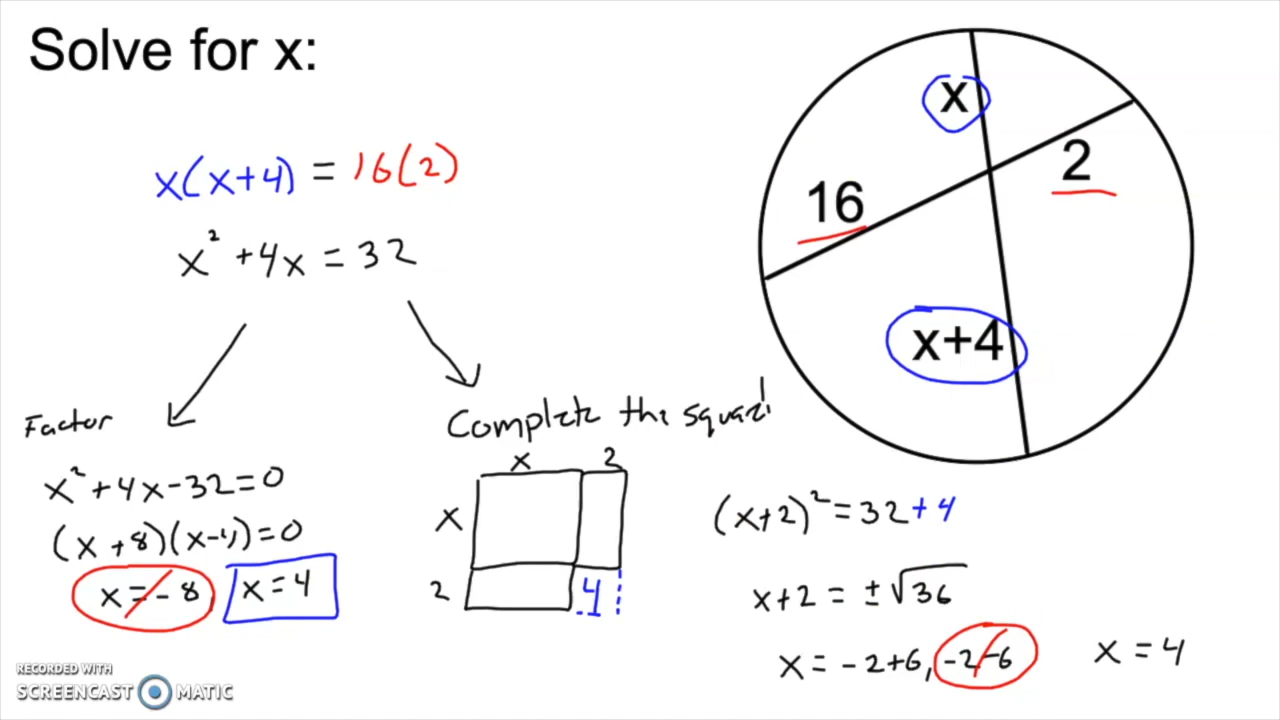 Solve for x:
x(x+4) = 16(2)
x² + 4x = 32
Factor
x² + 4x - 32 = 0
(x + 8)(x - 4) = 0
x = - 8
x = 4
Complete the
x 2
x
2 4
(x+2)² = 32 + 4
x + 2 = ± √36
x = - 2 + 6, - 2 - 6
x = 4
x
2
16
x+4
RECORDED WITH
SCREENCAST MATIC